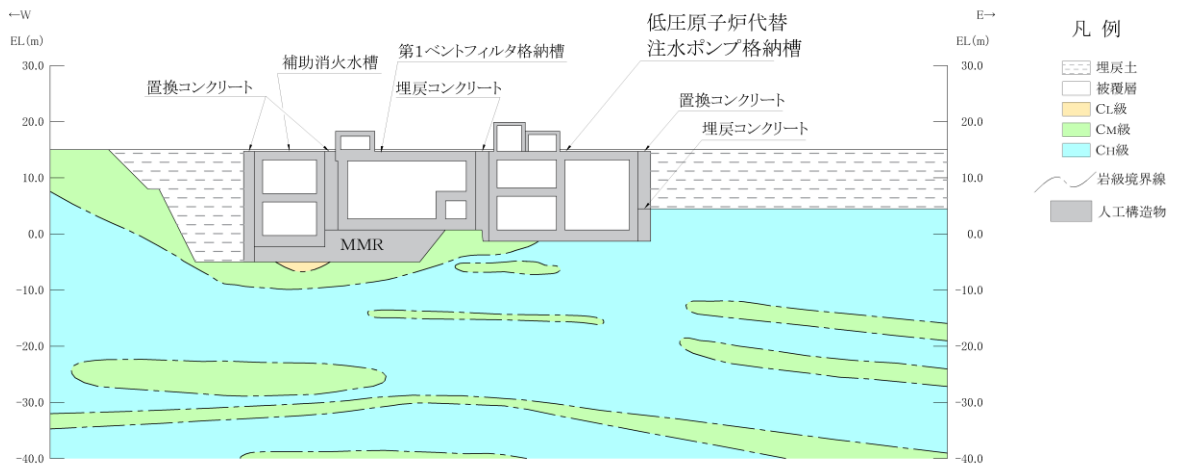 ←W
EL(m)
30.0
20.0
10.0
0.0
-10.0
-20.0
-30.0
-40.0
置換コンクリート
補助消火水槽
第1ベントフィルタ格納槽
埋戻コンクリート
低圧原子炉代替
注水ポンプ格納槽
置換コンクリート
埋戻コンクリート
MMR
E→
EL(m)
30.0
20.0
10.0
0.0
-10.0
-20.0
-30.0
-40.0
凡 例
埋戻土
被覆層
CL級
CM級
CH級
岩級境界線
人工構造物